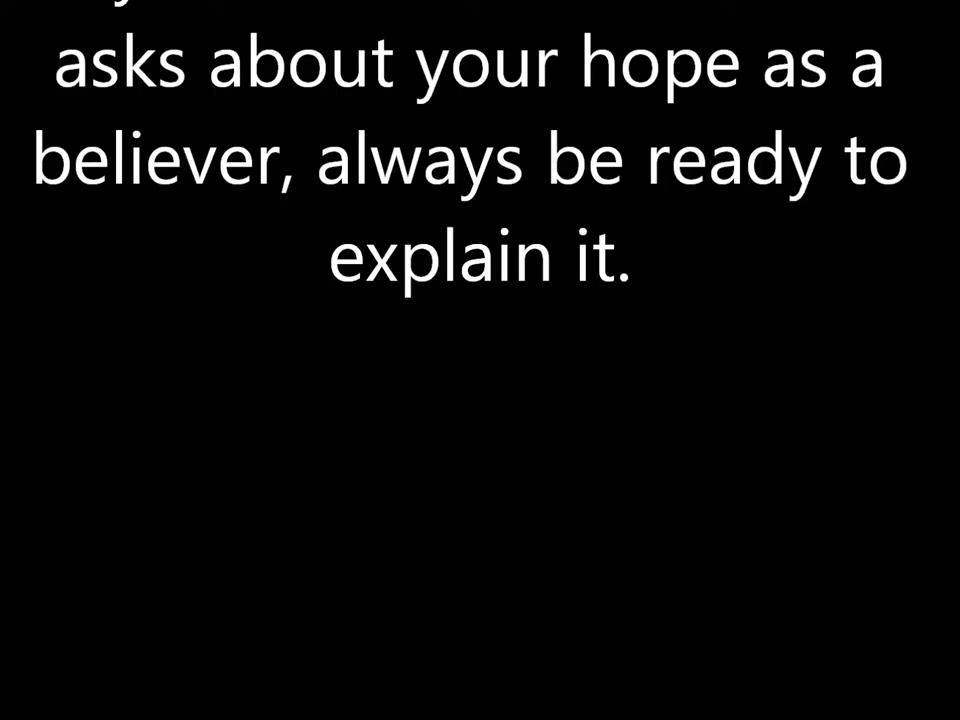 asks about your hope as a
believer, always be ready to
explain it.